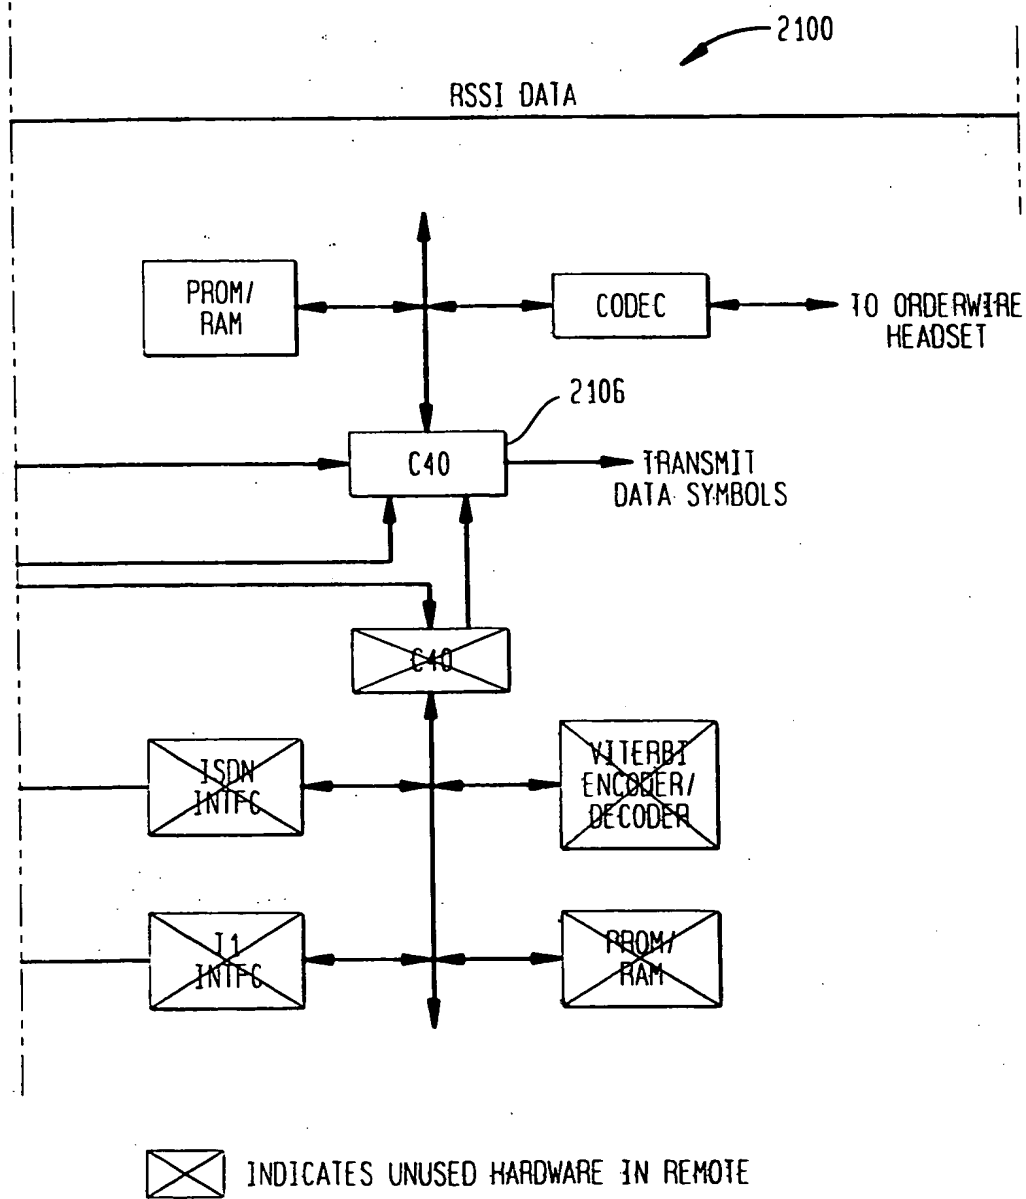 2100
RSSI DATA
PROM/
RAM
CODEC
TO ORDERWIRE
HEADSET
2106
C40
TRANSMIT
DATA SYMBOLS
C40
ISDN
INTFC
VITERBI
ENCODER/
DECODER
T1
INTFC
PROM/
RAM
INDICATES UNUSED HARDWARE IN REMOTE